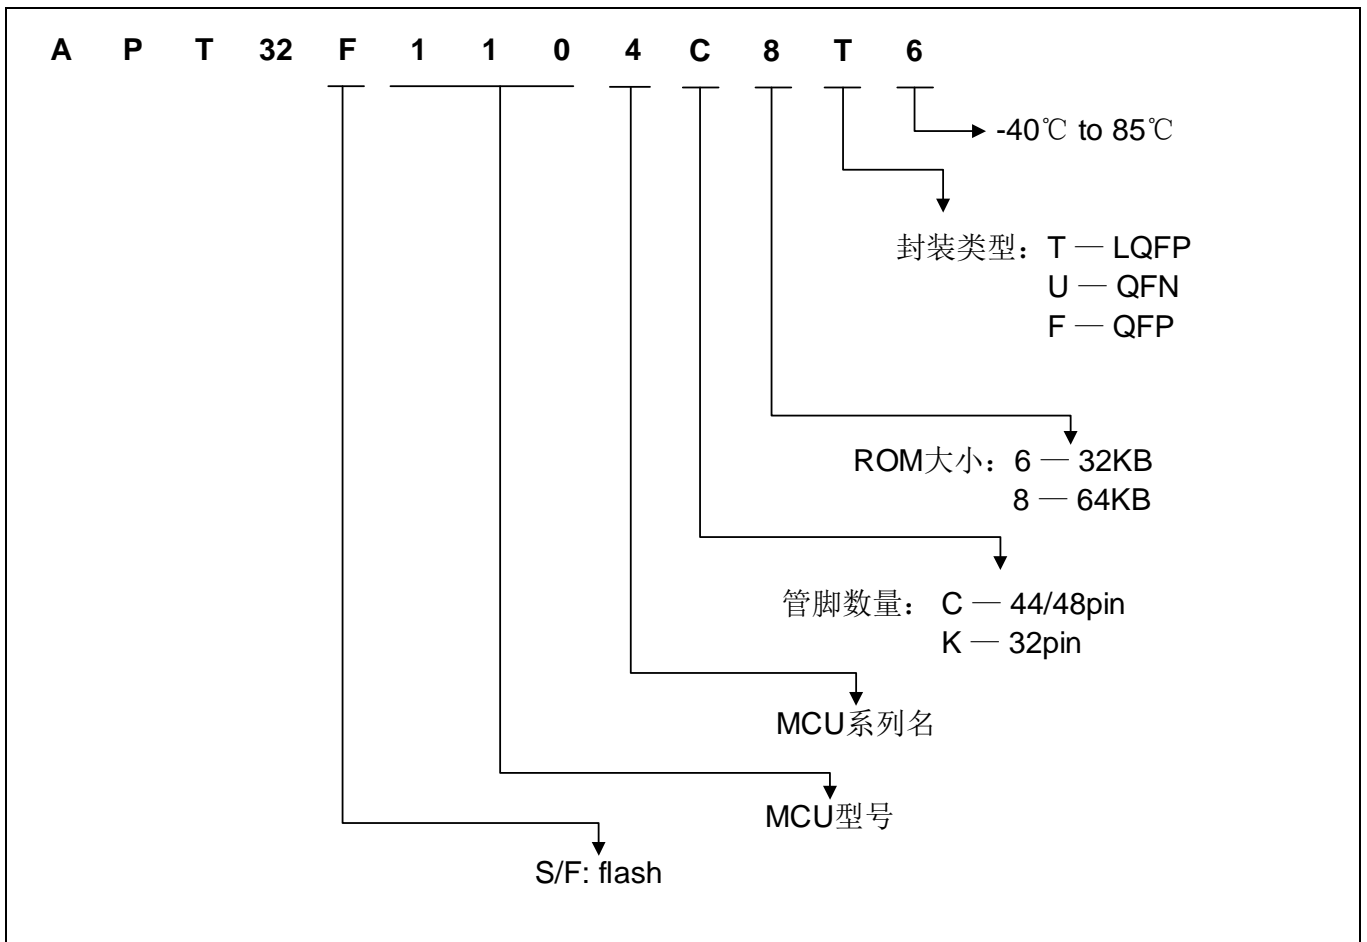 A P T 32 F 1 1 0 4 C 8 T 6
-40℃ to 85℃
封装类型：T — LQFP
U — QFN
F — QFP
ROM大小：6 — 32KB
8 — 64KB
管脚数量： C — 44/48pin
K — 32pin
MCU系列名
MCU型号
S/F: flash